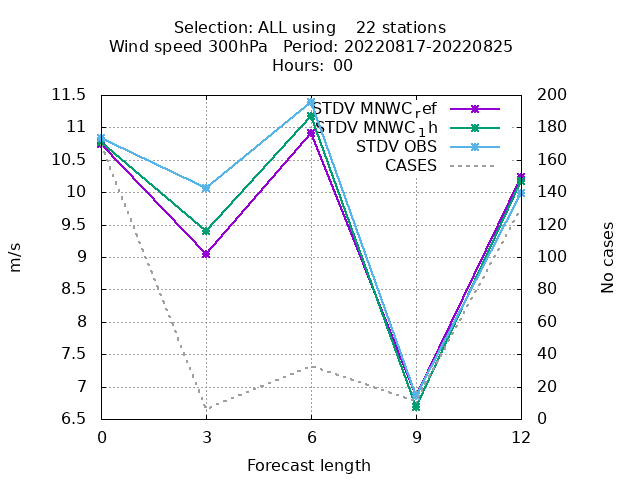 Selection: ALL using    22 stations
Wind speed 300hPa   Period: 20220817-20220825
Hours:  00
STDV MNWC_ref
STDV MNWC_1h
STDV OBS
CASES
11.5
11
10.5
10
9.5
9
8.5
8
7.5
7
6.5
m/s
200
180
160
140
120
100
80
60
40
20
0
No cases
0 3 6 9 12
Forecast length